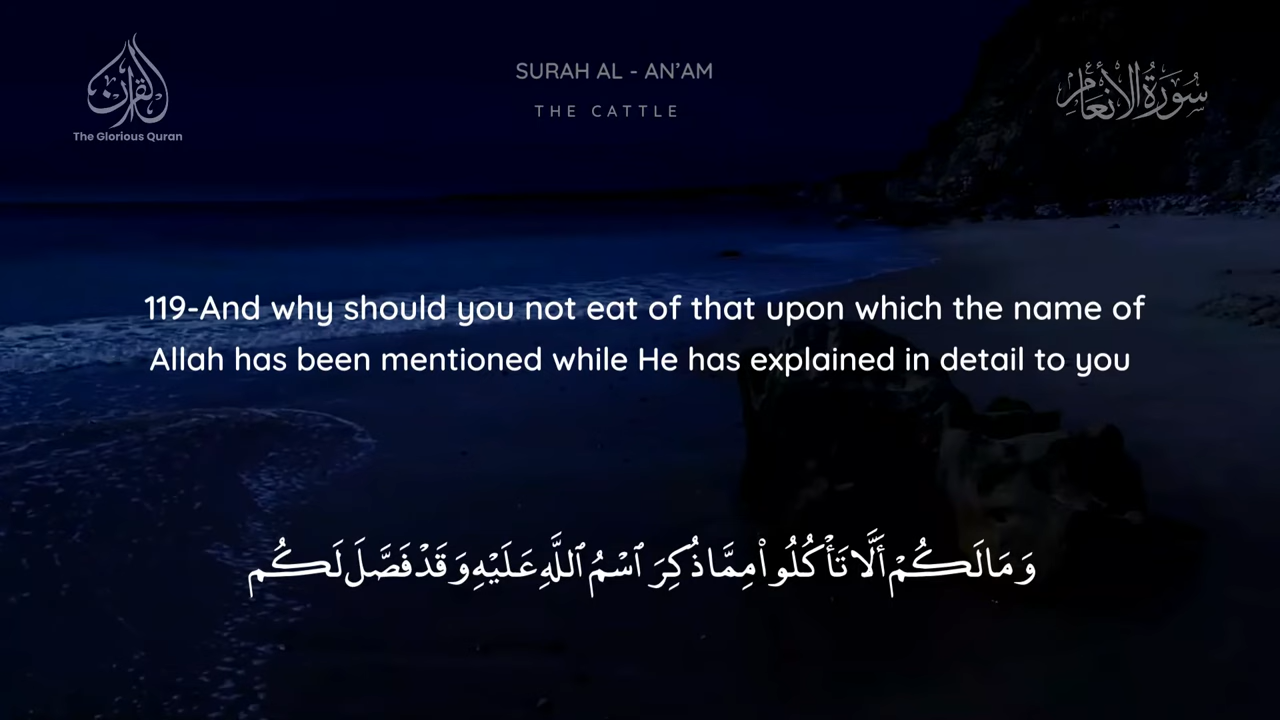 القرآن
The Glorious Quran
SURAH AL - AN’AM
THE CATTLE
سُورَةُ الأَنْعَام
119-And why should you not eat of that upon which the name of
Allah has been mentioned while He has explained in detail to you
وَمَا لَكُمْ أَلَّا تَأْكُلُوا۟ مِمَّا ذُكِرَ ٱسْمُ ٱللَّهِ عَلَيْهِ وَقَدْ فَصَّلَ لَكُم